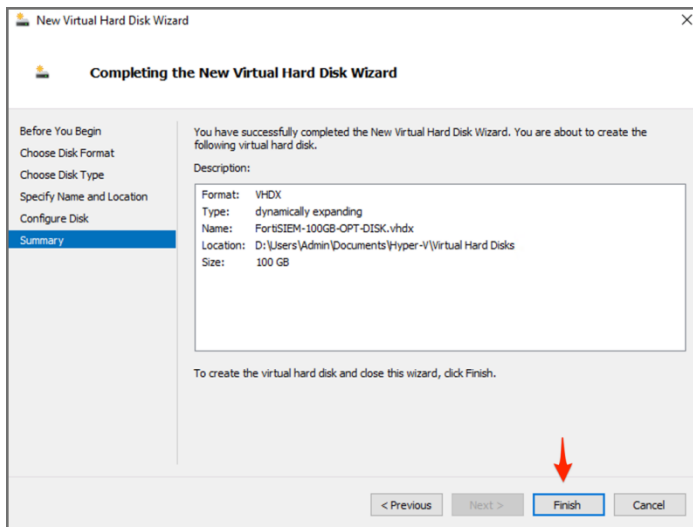 New Virtual Hard Disk Wizard
Completing the New Virtual Hard Disk Wizard
Before You Begin
Choose Disk Format
Choose Disk Type
Specify Name and Location
Configure Disk
Summary
You have successfully completed the New Virtual Hard Disk Wizard. You are about to create the
following virtual hard disk.
Description:
Format: VHDX
Type: dynamically expanding
Name: FortiSIEM-100GB-OPT-DISK.vhdx
Location: D:\Users\Admin\Documents\Hyper-V\Virtual Hard Disks
Size: 100 GB
To create the virtual hard disk and close this wizard, click Finish.
< Previous
Next >
Finish
Cancel